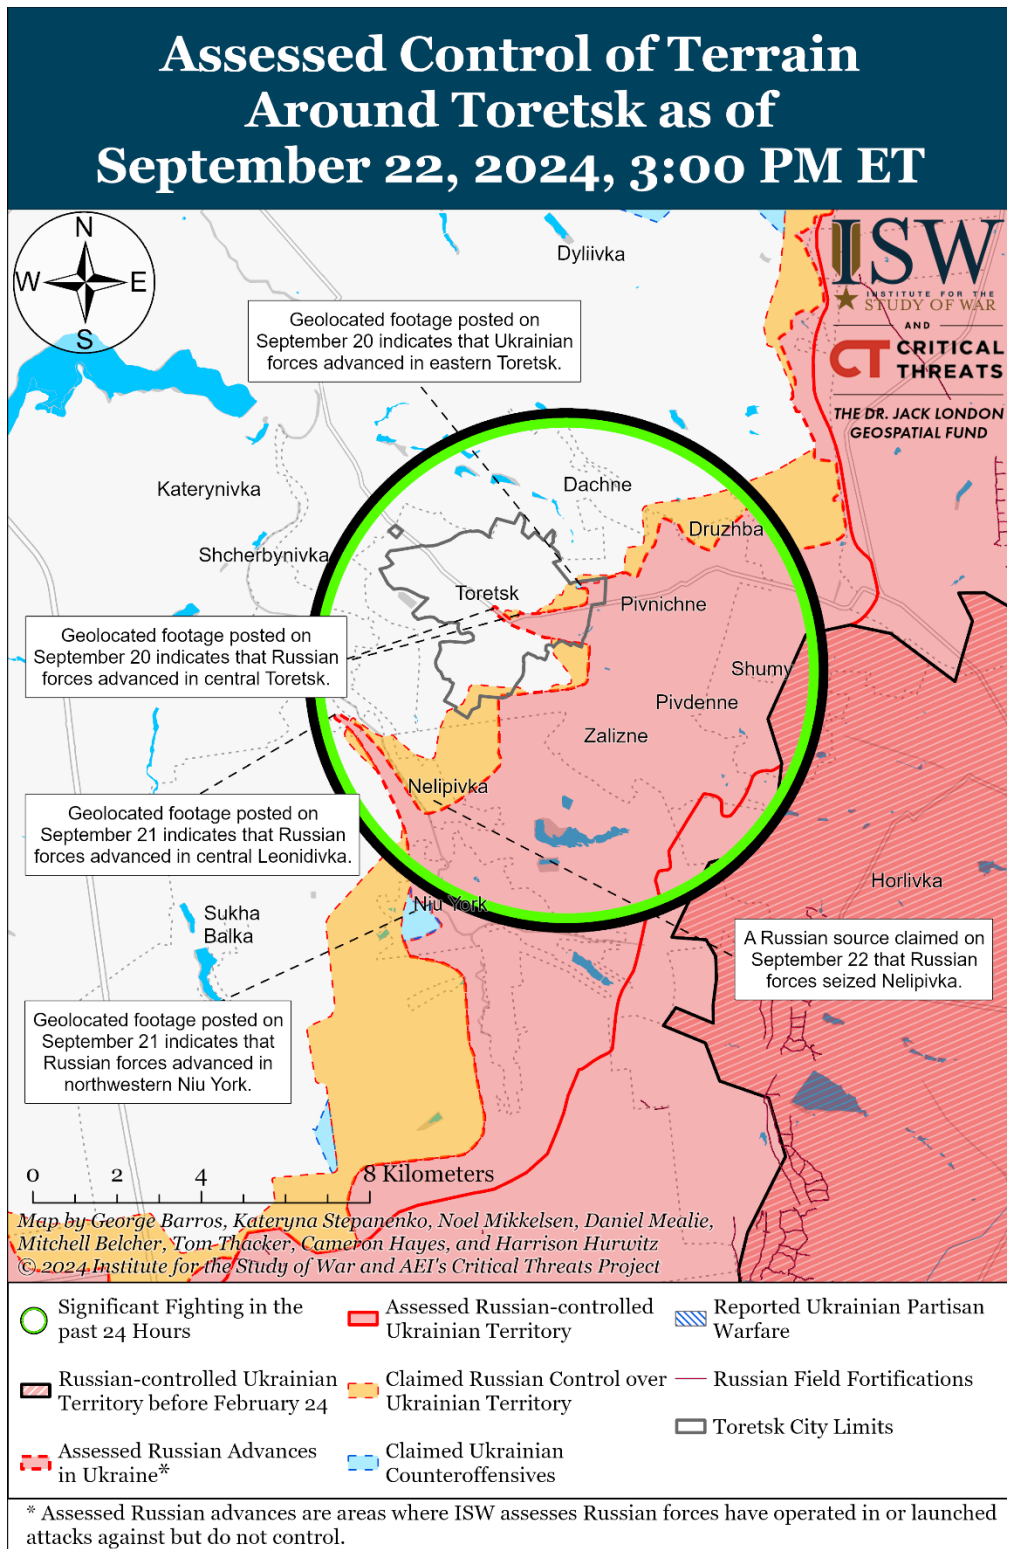 Assessed Control of Terrain
Around Toretsk as of
September 22, 2024, 3:00 PM ET
N
W
E
S
ISW
INSTITUTE FOR THE
STUDY OF WAR
AND
CT CRITICAL
THREATS
THE DR. JACK LONDON
GEOSPATIAL FUND
Dyliivka
Geolocated footage posted on
September 20 indicates that Ukrainian
forces advanced in eastern Toretsk.
Katerynivka
Dachne
Druzhba
Shcherbynivka
Toretsk
Pivnichne
Geolocated footage posted on
September 20 indicates that Russian
forces advanced in central Toretsk.
Shumy
Pivdenne
Zalizne
Nelipivka
Geolocated footage posted on
September 21 indicates that Russian
forces advanced in central Leonidivka.
Horlivka
Niu York
Sukha
Balka
A Russian source claimed on
September 22 that Russian
forces seized Nelipivka.
Geolocated footage posted on
September 21 indicates that
Russian forces advanced in
northwestern Niu York.
0 2 4 8 Kilometers
Map by George Barros, Kateryna Stepanenko, Noel Mikkelsen, Daniel Mealie,
Mitchell Belcher, Tom Thacker, Cameron Hayes, and Harrison Hurwitz
© 2024 Institute for the Study of War and AEI's Critical Threats Project
Significant Fighting in the
past 24 Hours
Russian-controlled Ukrainian
Territory before February 24
Assessed Russian Advances
in Ukraine*
Assessed Russian-controlled
Ukrainian Territory
Claimed Russian Control over
Ukrainian Territory
Claimed Ukrainian
Counteroffensives
Reported Ukrainian Partisan
Warfare
Russian Field Fortifications
Toretsk City Limits
* Assessed Russian advances are areas where ISW assesses Russian forces have operated in or launched
attacks against but do not control.